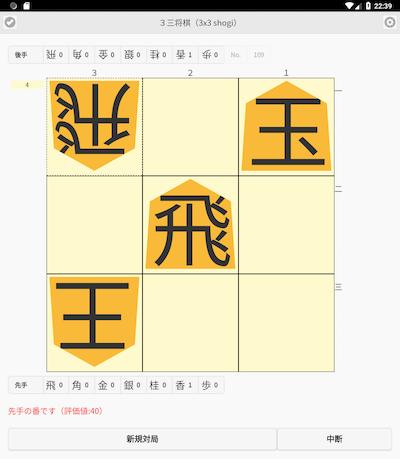 22:39
3三将棋（3x3 shogi）
後手 飛 0 角 0 金 0 銀 0 桂 0 香 1 歩 0 No. 109
3 2 1
4
飛 玉 一
飛 二
王 三
先手 飛 0 角 0 金 0 銀 0 桂 0 香 1 歩 0
先手の番です（評価値:40）
新規対局 中断